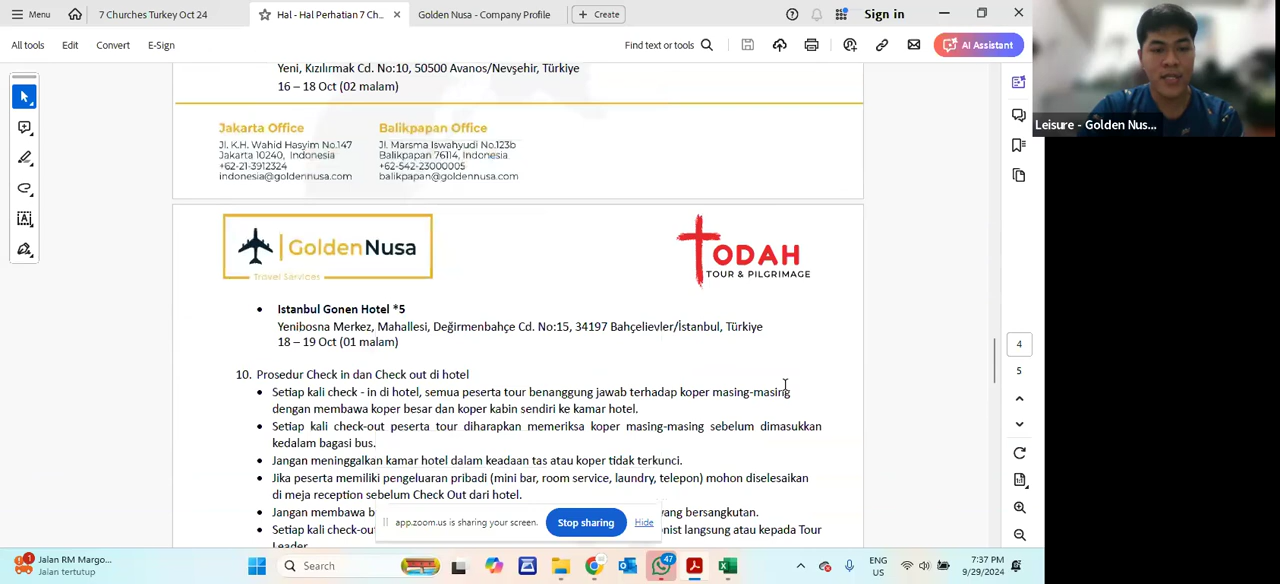 Menu
7 Churches Turkey Oct 24
Hal - Hal Perhatian 7 Ch...
Golden Nusa - Company Profile
Create
Sign in
All tools
Edit
Convert
E-Sign
Find text or tools
AI Assistant
Leisure - Golden Nus...
Yeni, Kızılırmak Cd. No:10, 50500 Avanos/Nevşehir, Türkiye
16 – 18 Oct (02 malam)
Jakarta Office
Jl. K.H. Wahid Hasyim No.147
Jakarta 10240, Indonesia
+62-21-3912324
indonesia@goldennusa.com
Balikpapan Office
Jl. Marsma Iswahyudi No.123b
Balikpapan 76114, Indonesia
+62-542-23000005
balikpapan@goldennusa.com
GoldenNusa
Travel Services
TODAH
TOUR & PILGRIMAGE
• Istanbul Gonen Hotel *5
Yenibosna Merkez, Mahallesi, Değirmenbahçe Cd. No:15, 34197 Bahçelievler/İstanbul, Türkiye
18 – 19 Oct (01 malam)
10. Prosedur Check in dan Check out di hotel
• Setiap kali check - in di hotel, semua peserta tour benanggung jawab terhadap koper masing-masing
dengan membawa koper besar dan koper kabin sendiri ke kamar hotel.
• Setiap kali check-out peserta tour diharapkan memeriksa koper masing-masing sebelum dimasukkan
kedalam bagasi bus.
• Jangan meninggalkan kamar hotel dalam keadaan tas atau koper tidak terkunci.
• Jika peserta memiliki pengeluaran pribadi (mini bar, room service, laundry, telepon) mohon diselesaikan
di meja reception sebelum Check Out dari hotel.
• Jangan membawa b yang bersangkutan.
• Setiap kali check-out onist langsung atau kepada Tour
Leader
app.zoom.us is sharing your screen.
Stop sharing
Hide
4
5
1
Jalan RM Margo...
Jalan tertutup
Search
47
ENG
US
7:37 PM
9/29/2024